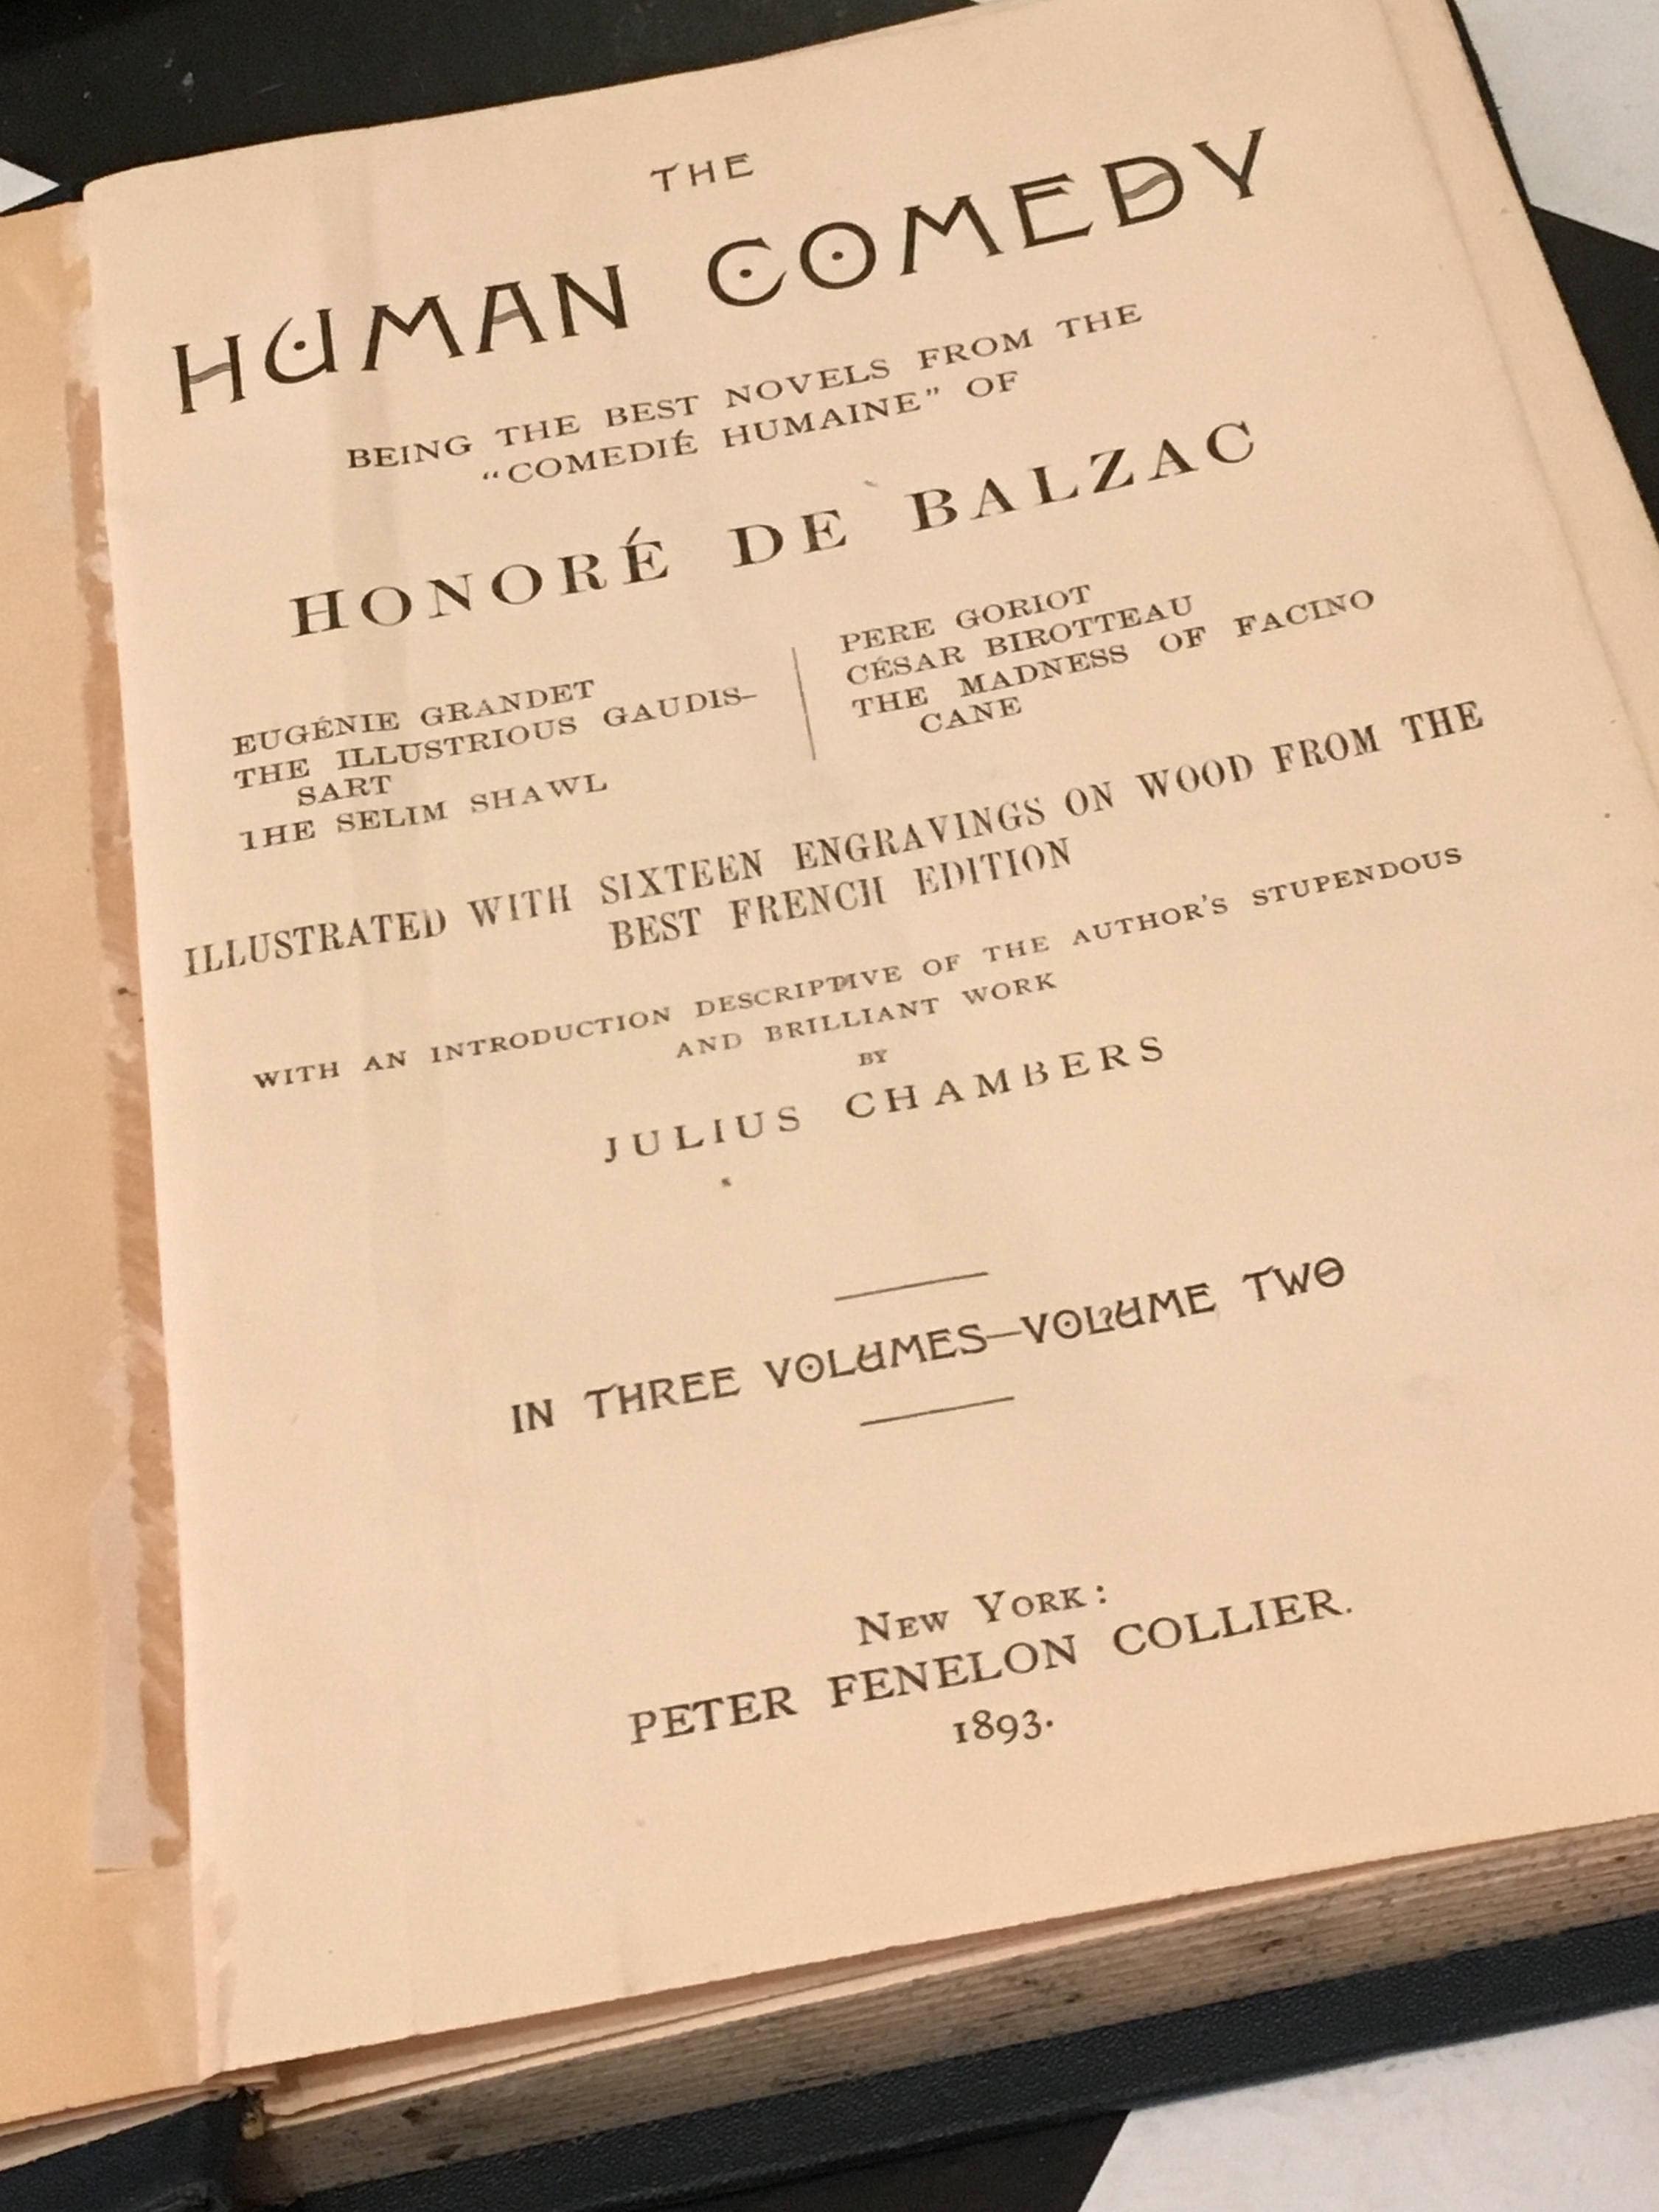 THE
HUMAN COMEDY
BEING THE BEST NOVELS FROM THE
"COMEDIÉ HUMAINE" OF
HONORÉ DE BALZAC
EUGÉNIE GRANDET
THE ILLUSTRIOUS GAUDIS-
SART
THE SELIM SHAWL
PERE GORIOT
CÉSAR BIROTTEAU
THE MADNESS OF FACINO
CANE
ILLUSTRATED WITH SIXTEEN ENGRAVINGS ON WOOD FROM THE
BEST FRENCH EDITION
WITH AN INTRODUCTION DESCRIPTIVE OF THE AUTHOR'S STUPENDOUS
AND BRILLIANT WORK
BY
JULIUS CHAMBERS
IN THREE VOLUMES—VOLUME TWO
NEW YORK:
PETER FENELON COLLIER.
1893.